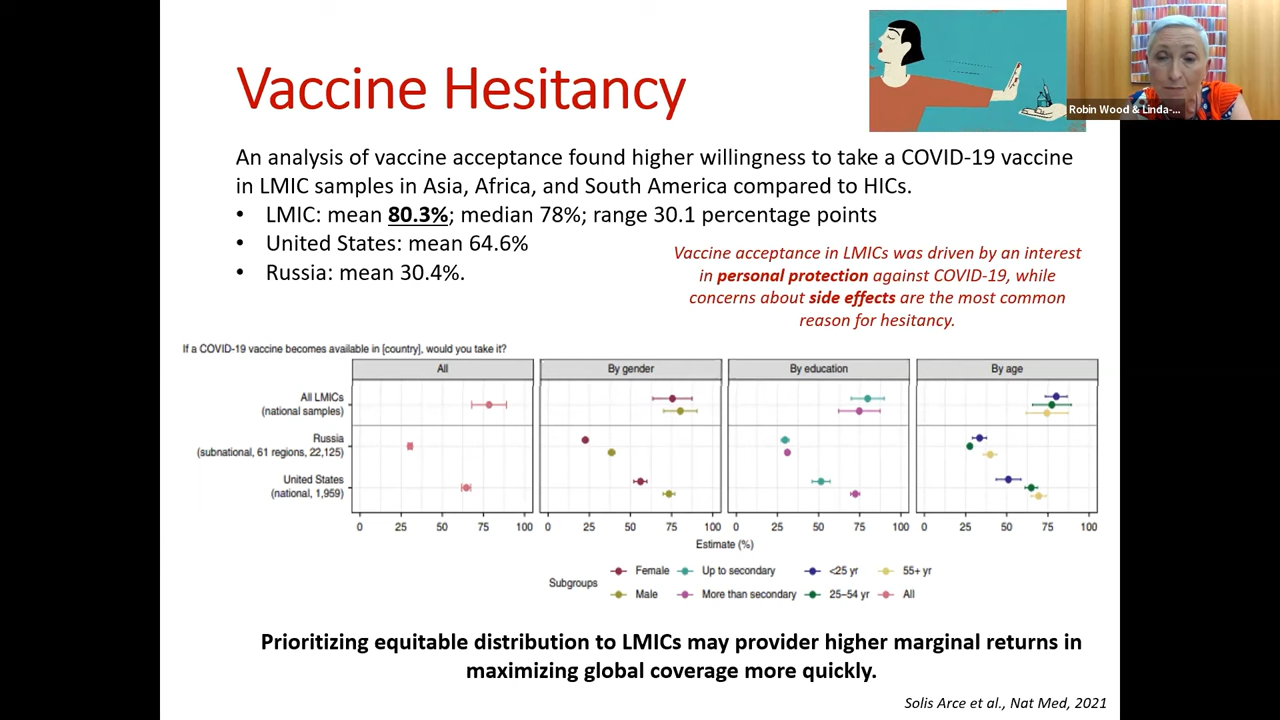 Vaccine Hesitancy
Robin Wood & Linda-...
An analysis of vaccine acceptance found higher willingness to take a COVID-19 vaccine
in LMIC samples in Asia, Africa, and South America compared to HICs.
• LMIC: mean 80.3%; median 78%; range 30.1 percentage points
• United States: mean 64.6%
• Russia: mean 30.4%.
Vaccine acceptance in LMICs was driven by an interest
in personal protection against COVID-19, while
concerns about side effects are the most common
reason for hesitancy.
If a COVID-19 vaccine becomes available in [country], would you take it?
All By gender By education By age
All LMICs
(national samples)
Russia
(subnational, 61 regions, 22,125)
United States
(national, 1,959)
0 25 50 75 100 0 25 50 75 100 0 25 50 75 100 0 25 50 75 100
Estimate (%)
Subgroups
Female Up to secondary <25 yr 55+ yr
Male More than secondary 25–54 yr All
Prioritizing equitable distribution to LMICs may provider higher marginal returns in
maximizing global coverage more quickly.
Solis Arce et al., Nat Med, 2021